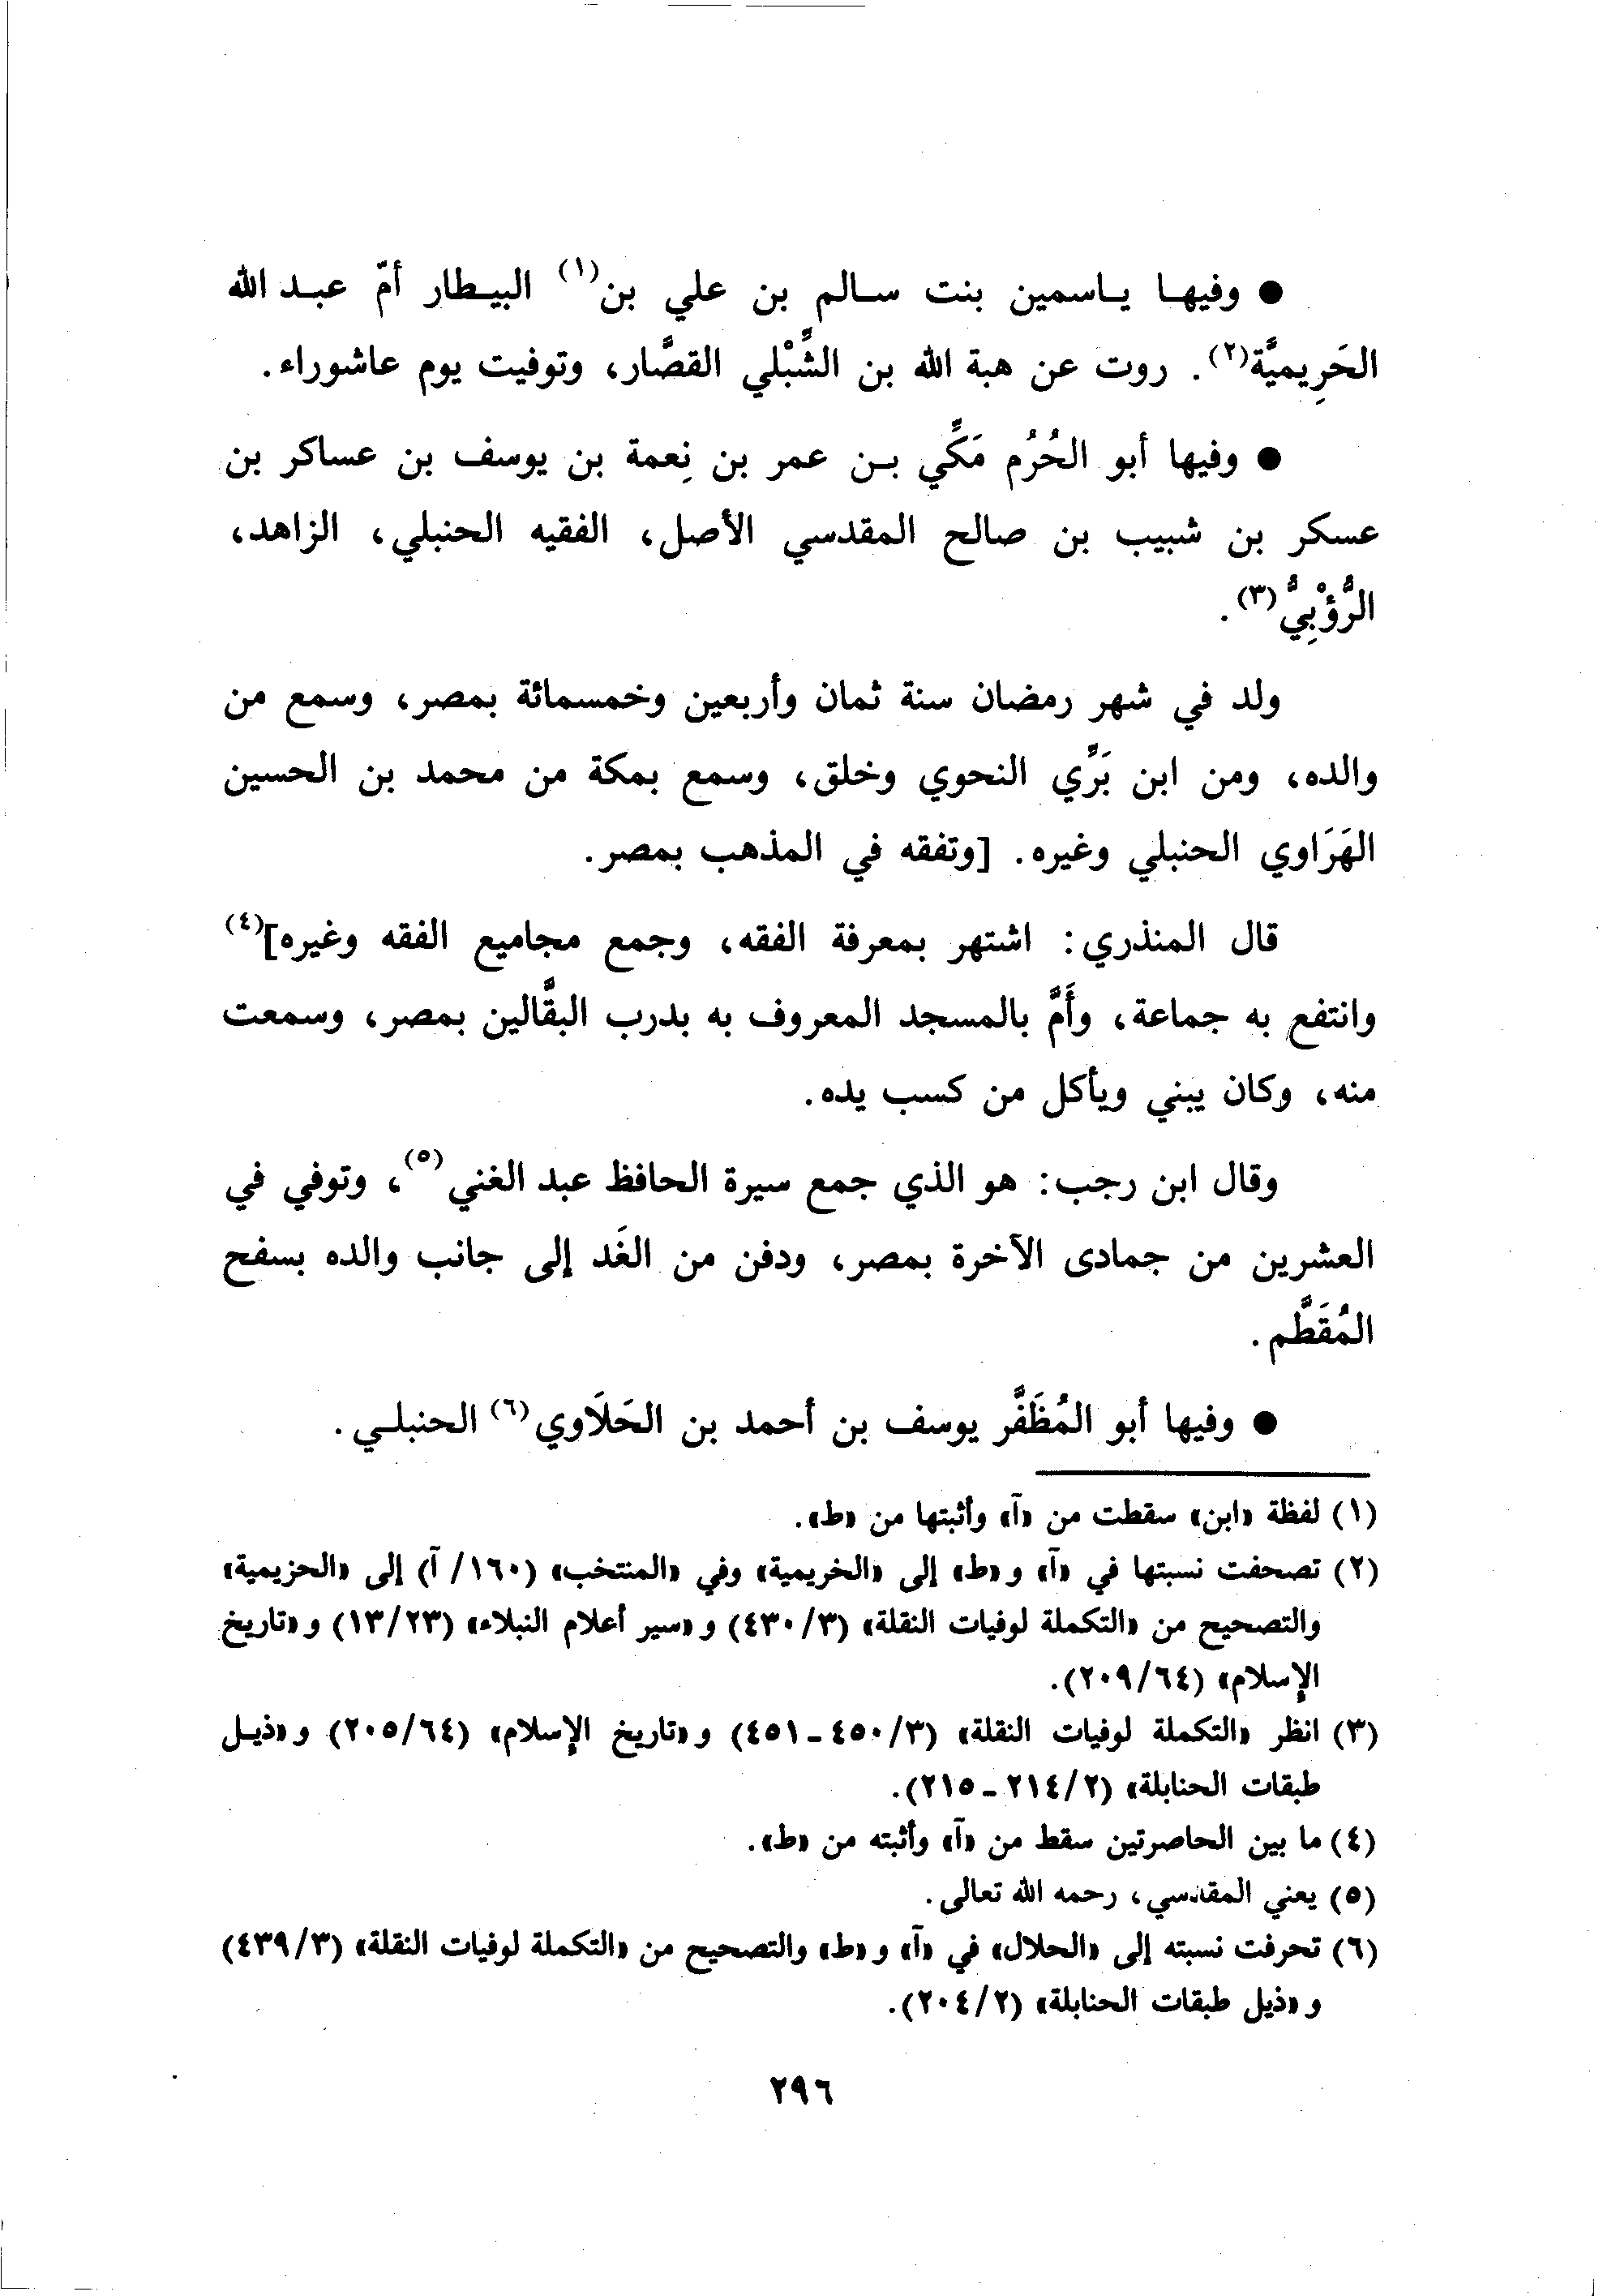 ● وفيها ياسمين بنت سالم بن علي بن(١) البيطار أمّ عبد الله
الحَرِيميَّة(٢). روت عن هبة الله بن الشِّبْلي القصَّار، وتوفيت يوم عاشوراء.
● وفيها أبو الحُرُم مَكِّي بن عمر بن نِعمة بن يوسف بن عساكر بن
عسكر بن شبيب بن صالح المقدسي الأصل، الفقيه الحنبلي، الزاهد،
الرُّؤْبِيُّ(٣).
ولد في شهر رمضان سنة ثمان وأربعين وخمسمائة بمصر، وسمع من
والده، ومن ابن بَرِّي النحوي وخلق، وسمع بمكة من محمد بن الحسين
الهَرَاوي الحنبلي وغيره. [وتفقه في المذهب بمصر.
قال المنذري: اشتهر بمعرفة الفقه، وجمع مجاميع الفقه وغيره](٤)
وانتفع به جماعة، وأَمَّ بالمسجد المعروف به بدرب البقَّالين بمصر، وسمعت
منه، وكان يبني ويأكل من كسب يده.
وقال ابن رجب: هو الذي جمع سيرة الحافظ عبد الغني(٥)، وتوفي في
العشرين من جمادى الآخرة بمصر، ودفن من الغَد إلى جانب والده بسفح
المُقَطَّم.
● وفيها أبو المُظَفَّر يوسف بن أحمد بن الحَلَاوي(٦) الحنبلي.
(١) لفظة «ابن» سقطت من «آ» وأثبتها من «ط».
(٢) تصحفت نسبتها في «آ» و «ط» إلى «الخريمية» وفي «المنتخب» (١٦٠/ آ) إلى «الحزيمية»
والتصحيح من «التكملة لوفيات النقلة» (٤٣٠/٣) و «سير أعلام النبلاء» (١٣/٢٣) و «تاريخ
الإسلام» (٢٠٩/٦٤).
(٣) انظر «التكملة لوفيات النقلة» (٤٥٠/٣ - ٤٥١) و «تاريخ الإسلام» (٢٠٥/٦٤) و «ذيل
طبقات الحنابلة» (٢١٤/٢ - ٢١٥).
(٤) ما بين الحاصرتين سقط من «آ» وأثبته من «ط».
(٥) يعني المقدسي، رحمه الله تعالى.
(٦) تحرفت نسبته إلى «الحلال» في «آ» و «ط» والتصحيح من «التكملة لوفيات النقلة» (٤٣٩/٣)
و «ذيل طبقات الحنابلة» (٢٠٤/٢).
٢٩٦